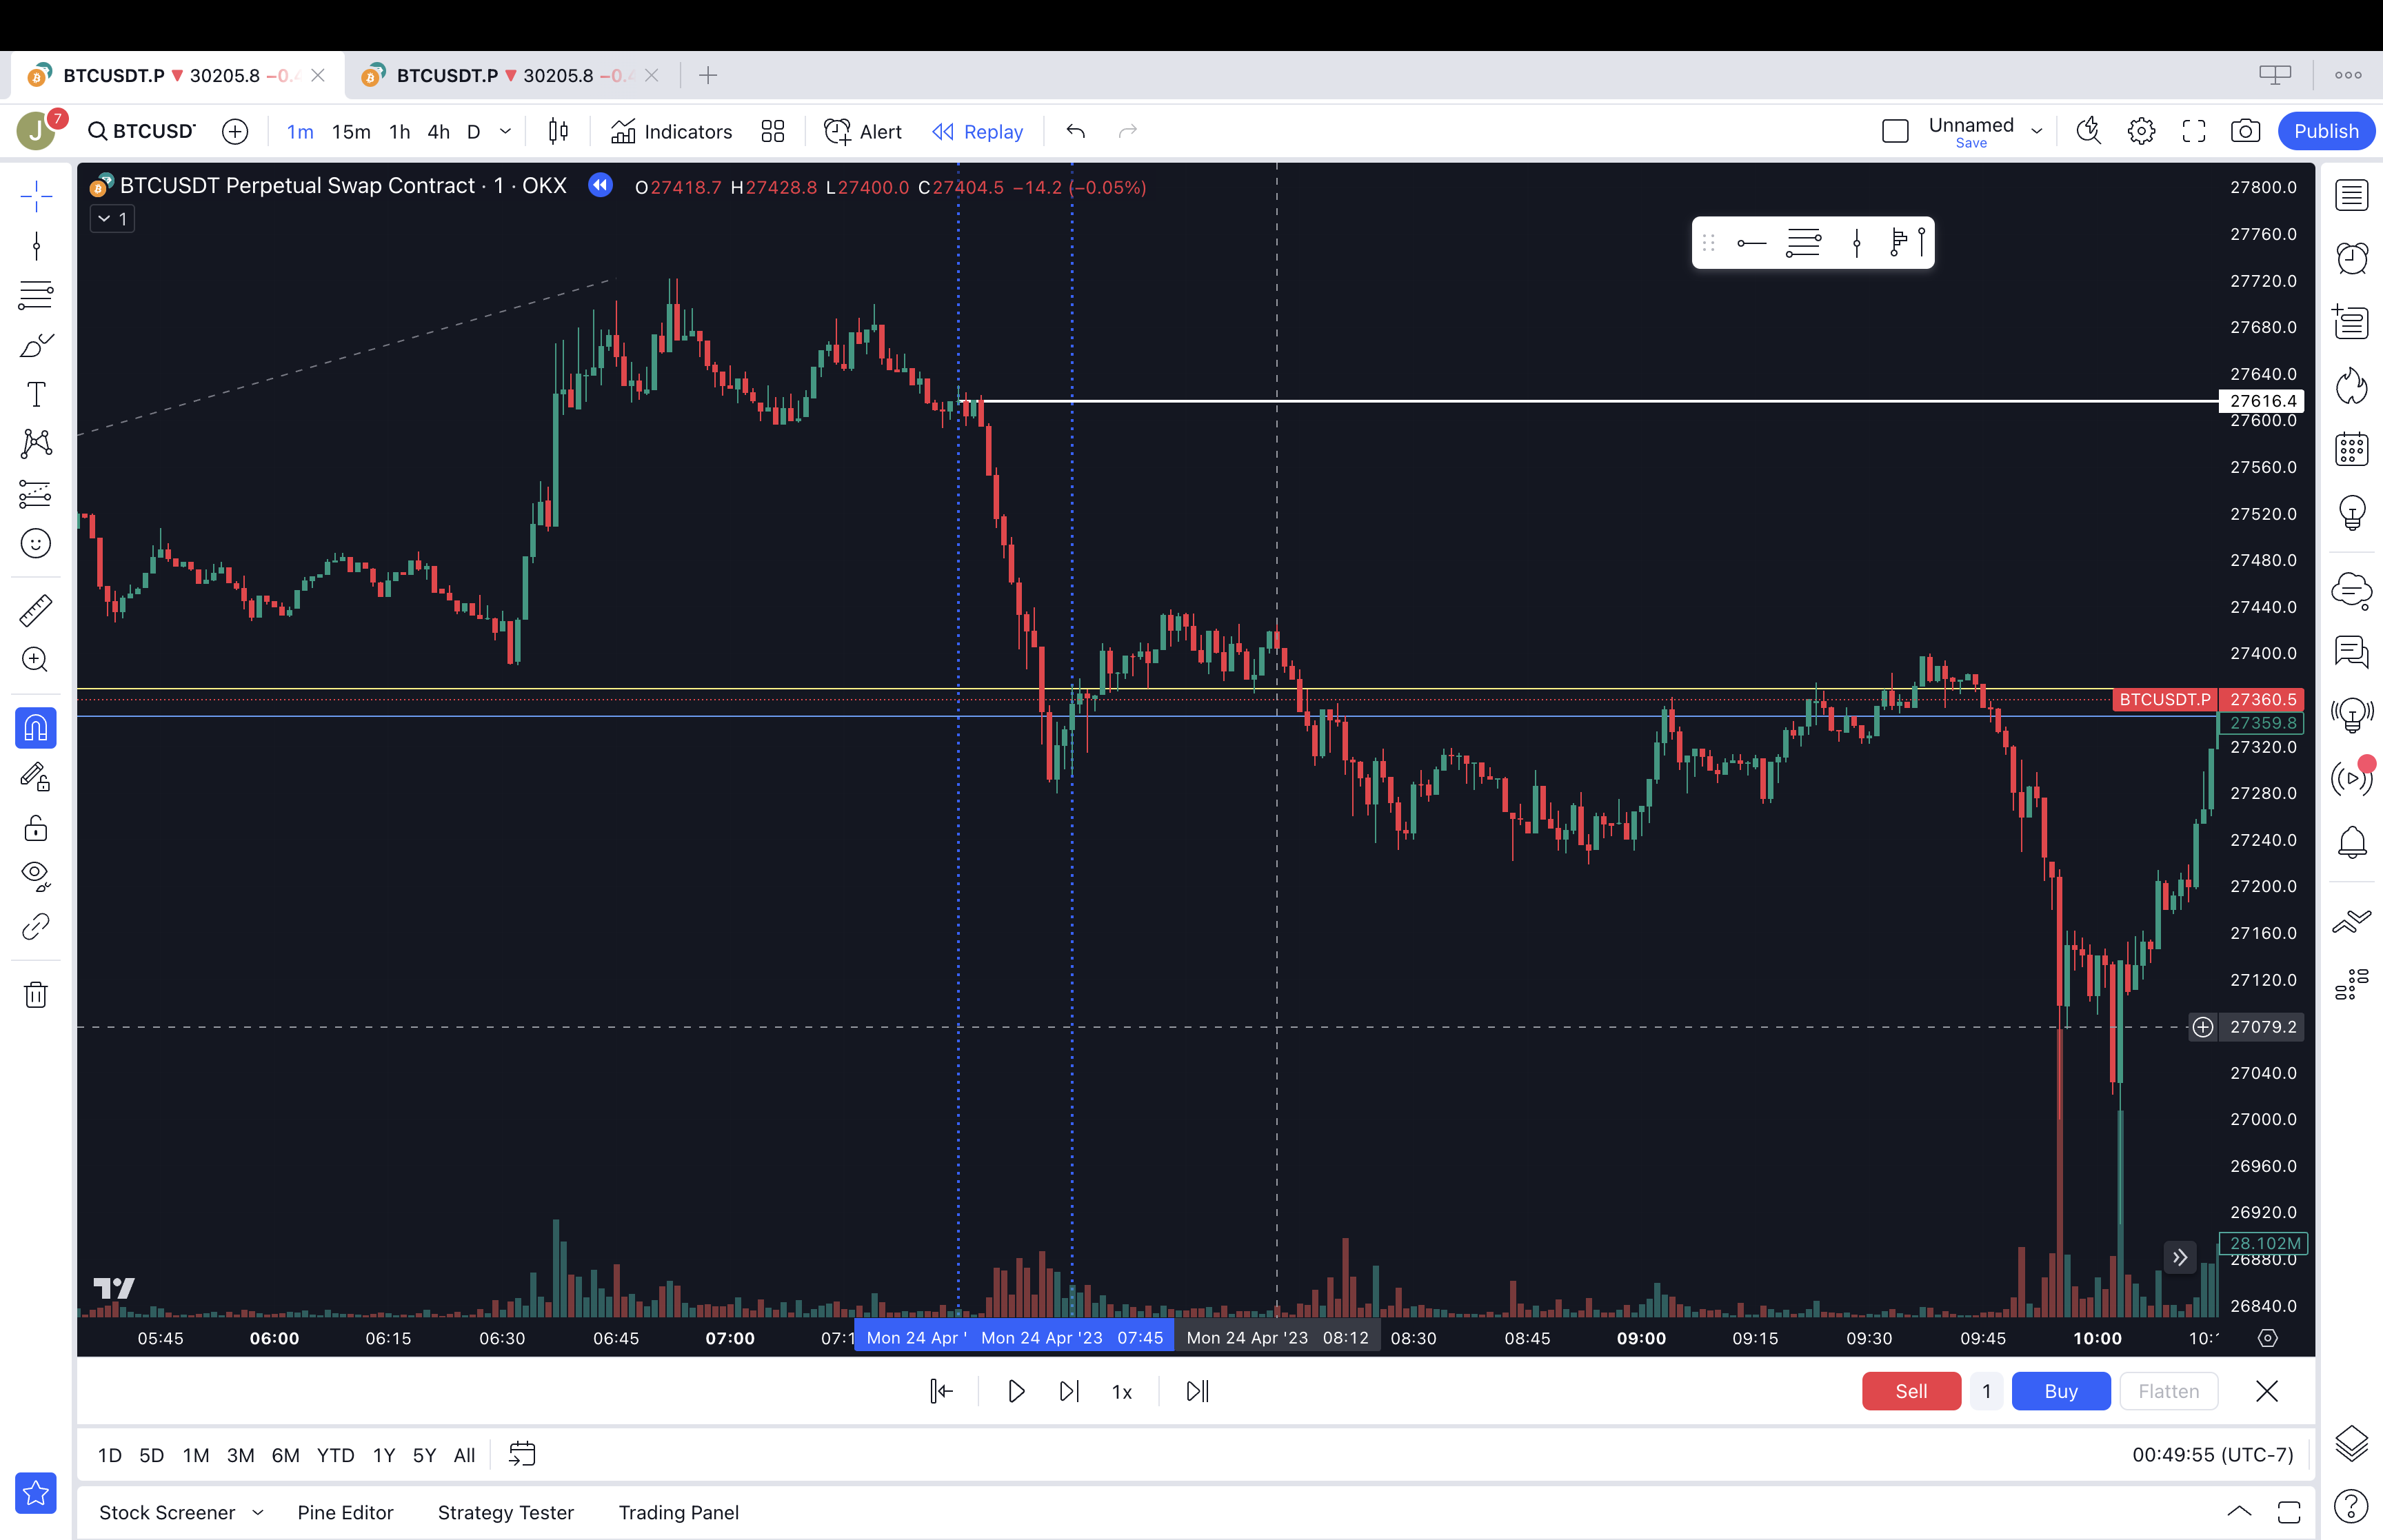 BTCUSDT.P 30205.8 −0.4
BTCUSDT.P 30205.8 −0.4
J 7 BTCUSD 1m 15m 1h 4h D Indicators Alert Replay Unnamed Publish
Save
BTCUSDT Perpetual Swap Contract · 1 · OKX O27418.7 H27428.8 L27400.0 C27404.5 −14.2 (−0.05%)
1
27800.0
27760.0
27720.0
27680.0
27640.0
27616.4
27600.0
27560.0
27520.0
27480.0
27440.0
27400.0
BTCUSDT.P 27360.5
27359.8
27320.0
27280.0
27240.0
27200.0
27160.0
27120.0
27079.2
27040.0
27000.0
26960.0
26920.0
28.102M
26880.0
26840.0
05:45 06:00 06:15 06:30 06:45 07:00 07:1 Mon 24 Apr ' Mon 24 Apr '23 07:45 Mon 24 Apr '23 08:12 08:30 08:45 09:00 09:15 09:30 09:45 10:00 10:
1x Sell 1 Buy Flatten
1D 5D 1M 3M 6M YTD 1Y 5Y All 00:49:55 (UTC-7)
Stock Screener Pine Editor Strategy Tester Trading Panel